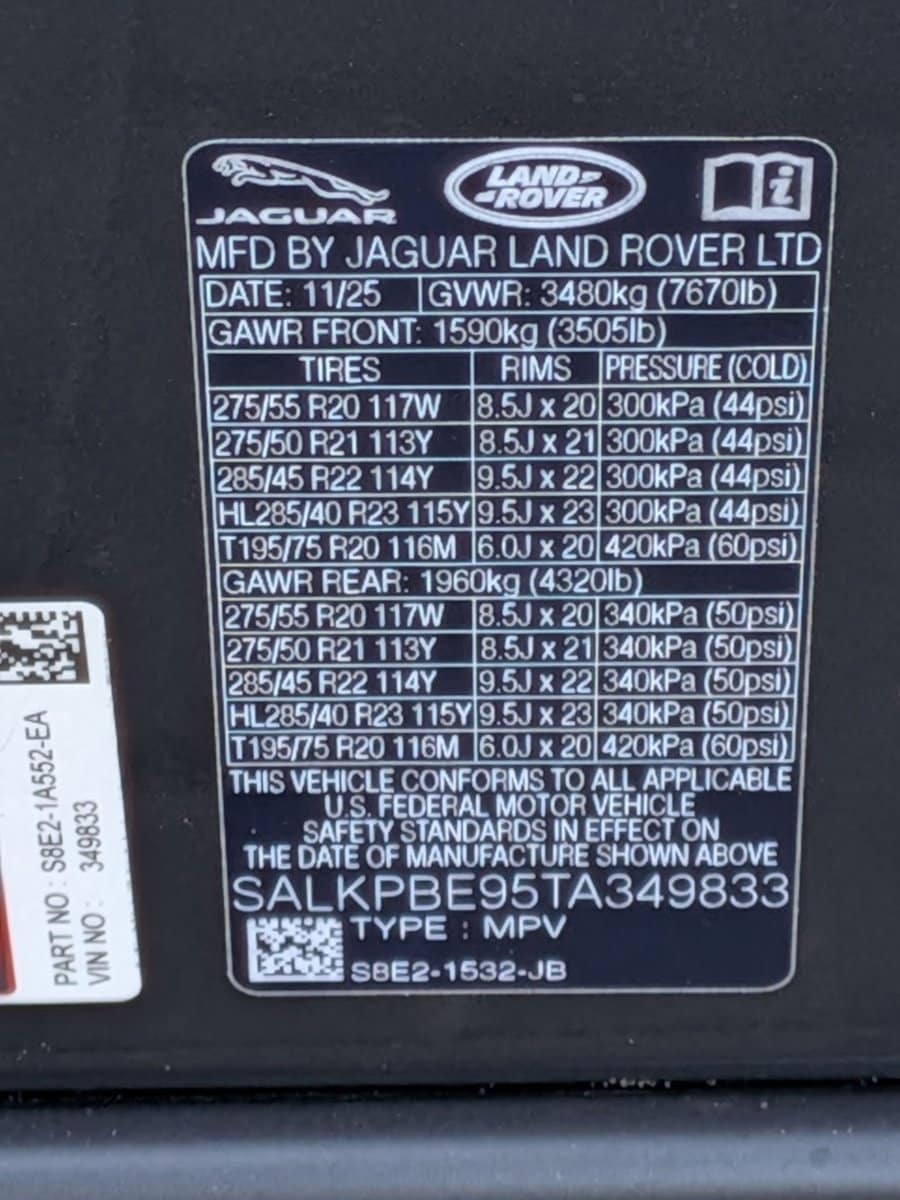 JAGUAR
LAND-
-ROVER
MFD BY JAGUAR LAND ROVER LTD
DATE: 11/25 GVWR: 3480kg (7670lb)
GAWR FRONT: 1590kg (3505lb)
TIRES RIMS PRESSURE (COLD)
275/55 R20 117W 8.5J x 20 300kPa (44psi)
275/50 R21 113Y 8.5J x 21 300kPa (44psi)
285/45 R22 114Y 9.5J x 22 300kPa (44psi)
HL285/40 R23 115Y 9.5J x 23 300kPa (44psi)
T195/75 R20 116M 6.0J x 20 420kPa (60psi)
GAWR REAR: 1960kg (4320lb)
275/55 R20 117W 8.5J x 20 340kPa (50psi)
275/50 R21 113Y 8.5J x 21 340kPa (50psi)
285/45 R22 114Y 9.5J x 22 340kPa (50psi)
HL285/40 R23 115Y 9.5J x 23 340kPa (50psi)
T195/75 R20 116M 6.0J x 20 420kPa (60psi)
THIS VEHICLE CONFORMS TO ALL APPLICABLE
U.S. FEDERAL MOTOR VEHICLE
SAFETY STANDARDS IN EFFECT ON
THE DATE OF MANUFACTURE SHOWN ABOVE
SALKPBE95TA349833
TYPE : MPV
S8E2-1532-JB
PART NO : S8E2-1A552-EA
VIN NO : 349833